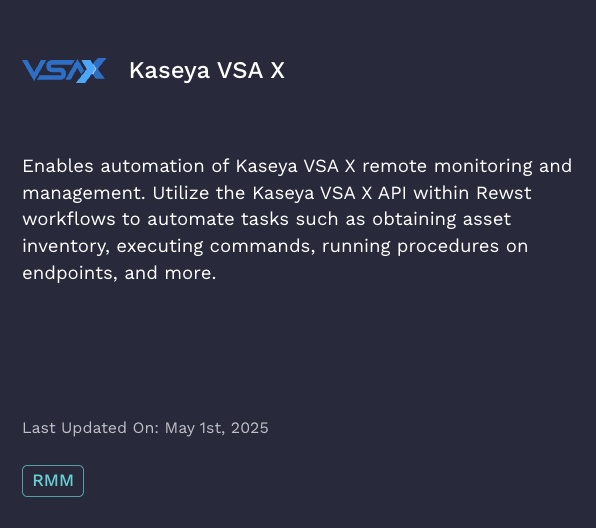 VSAX Kaseya VSA X
Enables automation of Kaseya VSA X remote monitoring and
management. Utilize the Kaseya VSA X API within Rewst
workflows to automate tasks such as obtaining asset
inventory, executing commands, running procedures on
endpoints, and more.
Last Updated On: May 1st, 2025
RMM